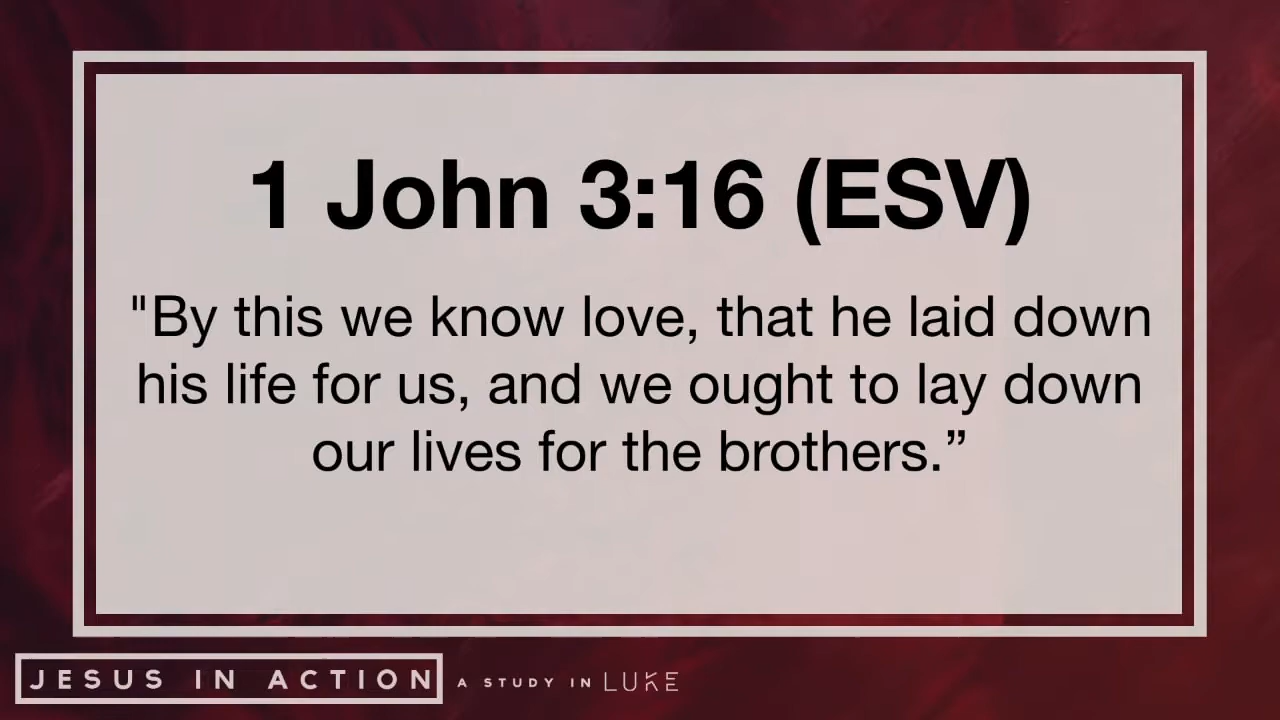 1 John 3:16 (ESV)
"By this we know love, that he laid down
his life for us, and we ought to lay down
our lives for the brothers.”
JESUS IN ACTION A STUDY IN LUKE